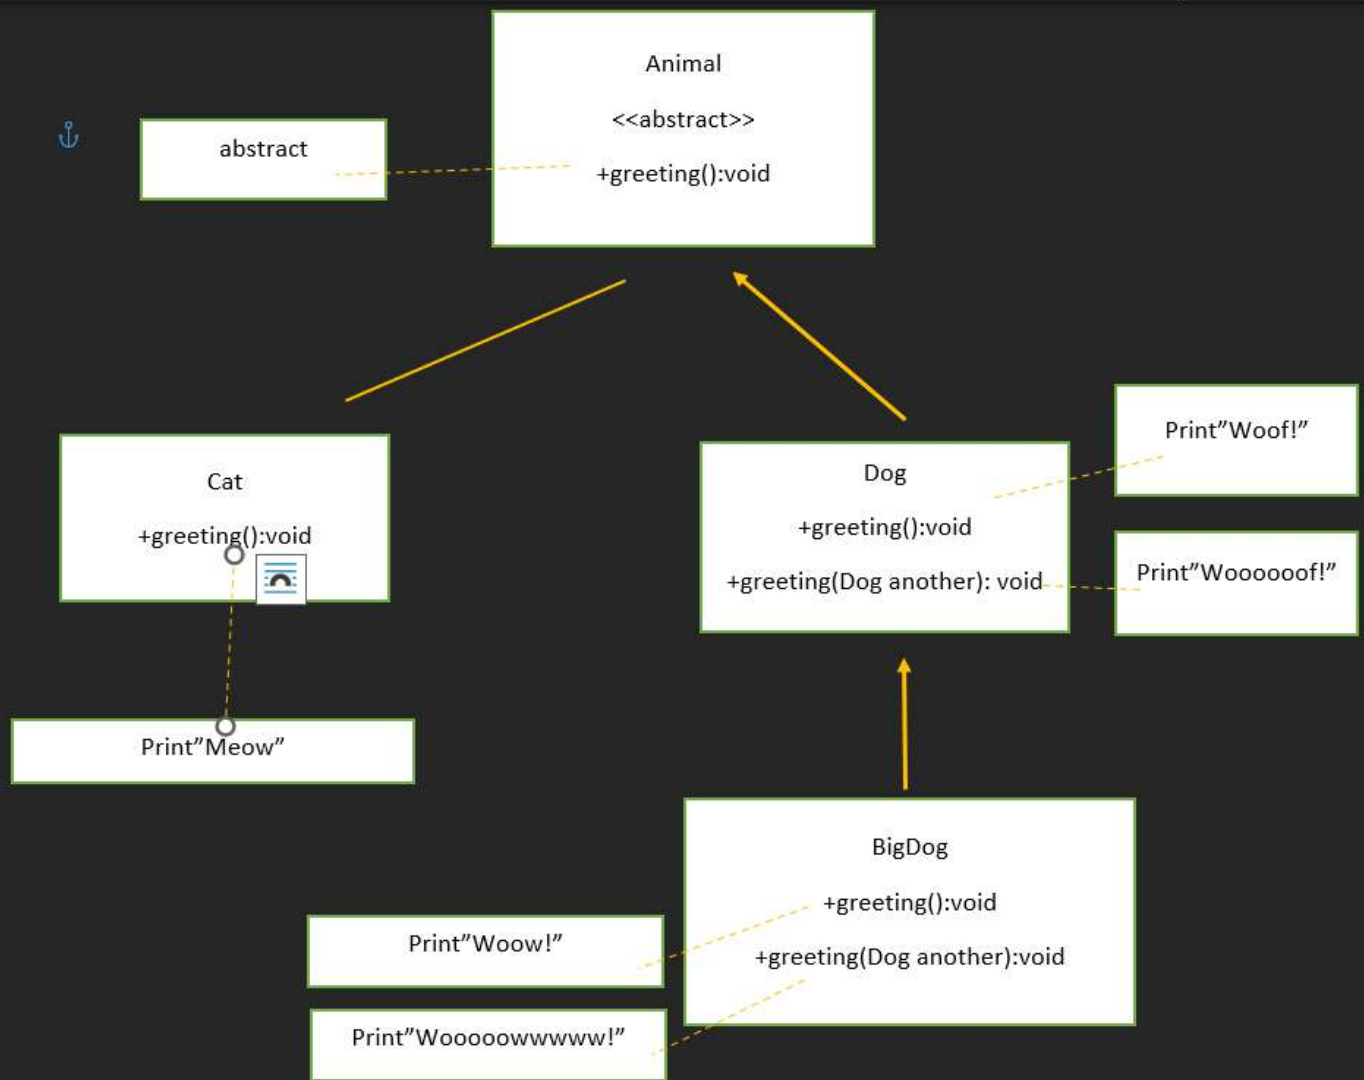 Animal
<<abstract>>
+greeting():void
abstract
Cat
+greeting():void
Print”Meow”
Dog
+greeting():void
+greeting(Dog another): void
Print”Woof!”
Print”Woooooof!”
BigDog
+greeting():void
+greeting(Dog another):void
Print”Woow!”
Print”Wooooowwwww!”